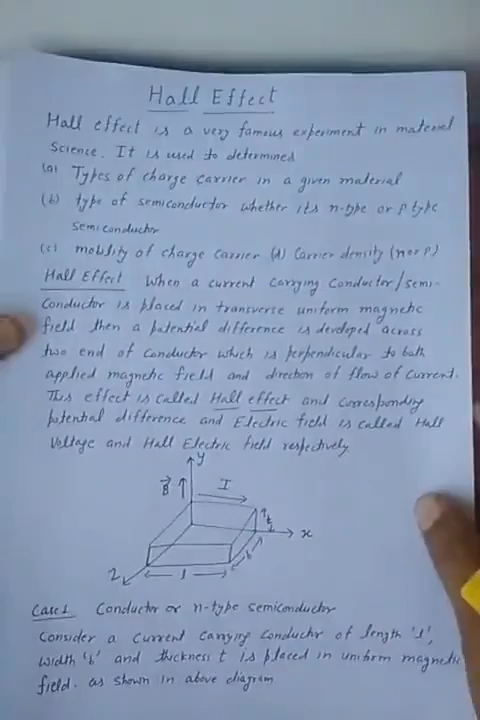 Hall Effect
Hall effect is a very famous experiment in material
Science. It is used to determined
(a) Types of charge carrier in a given material
(b) type of semiconductor whether its n-type or p type
semiconductor
(c) mobility of charge carrier (d) Carrier density (n or p)
Hall Effect When a current carrying conductor/semi-
conductor is placed in transverse uniform magnetic
field then a potential difference is developed across
two end of conductor which is perpendicular to both
applied magnetic field and direction of flow of current.
This effect is called Hall effect and corresponding
potential difference and Electric field is called Hall
Voltage and Hall Electric field respectively
y
B I
t
x
b
l
Z
Case 1 Conductor or n-type semiconductor
Consider a current carrying conductor of length 'l',
width 'b' and thickness t is placed in uniform magnetic
field. as shown in above diagram